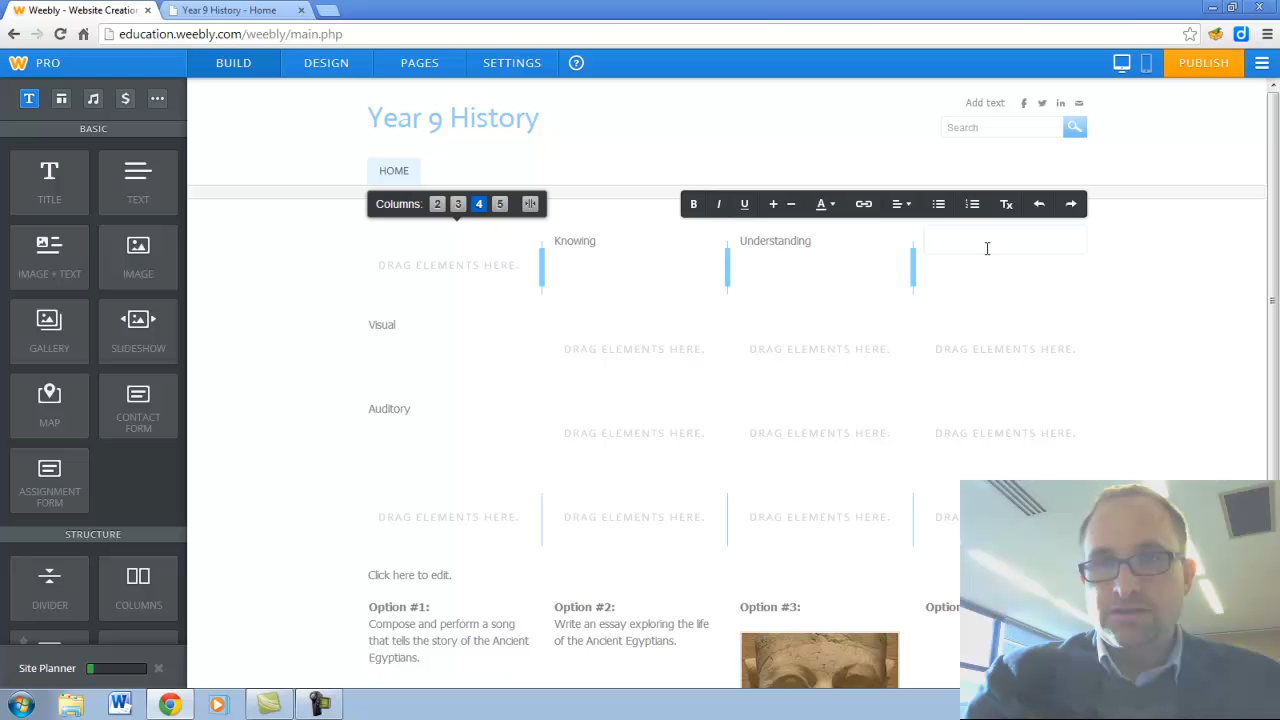 Weebly - Website Creation
Year 9 History - Home
education.weebly.com/weebly/main.php
PRO
BUILD
DESIGN
PAGES
SETTINGS
?
PUBLISH
T
$
BASIC
T
TITLE
TEXT
IMAGE + TEXT
IMAGE
GALLERY
SLIDESHOW
MAP
CONTACT
FORM
ASSIGNMENT
FORM
STRUCTURE
DIVIDER
COLUMNS
Site Planner
Year 9 History
Add text
Search
HOME
Columns: 2 3 4 5
B I U + − A Tx
Knowing
Understanding
DRAG ELEMENTS HERE.
Visual
DRAG ELEMENTS HERE. DRAG ELEMENTS HERE. DRAG ELEMENTS HERE.
Auditory
DRAG ELEMENTS HERE. DRAG ELEMENTS HERE. DRAG ELEMENTS HERE.
DRAG ELEMENTS HERE. DRAG ELEMENTS HERE. DRAG ELEMENTS HERE.
Click here to edit.
Option #1:
Compose and perform a song
that tells the story of the Ancient
Egyptians.
Option #2:
Write an essay exploring the life
of the Ancient Egyptians.
Option #3: